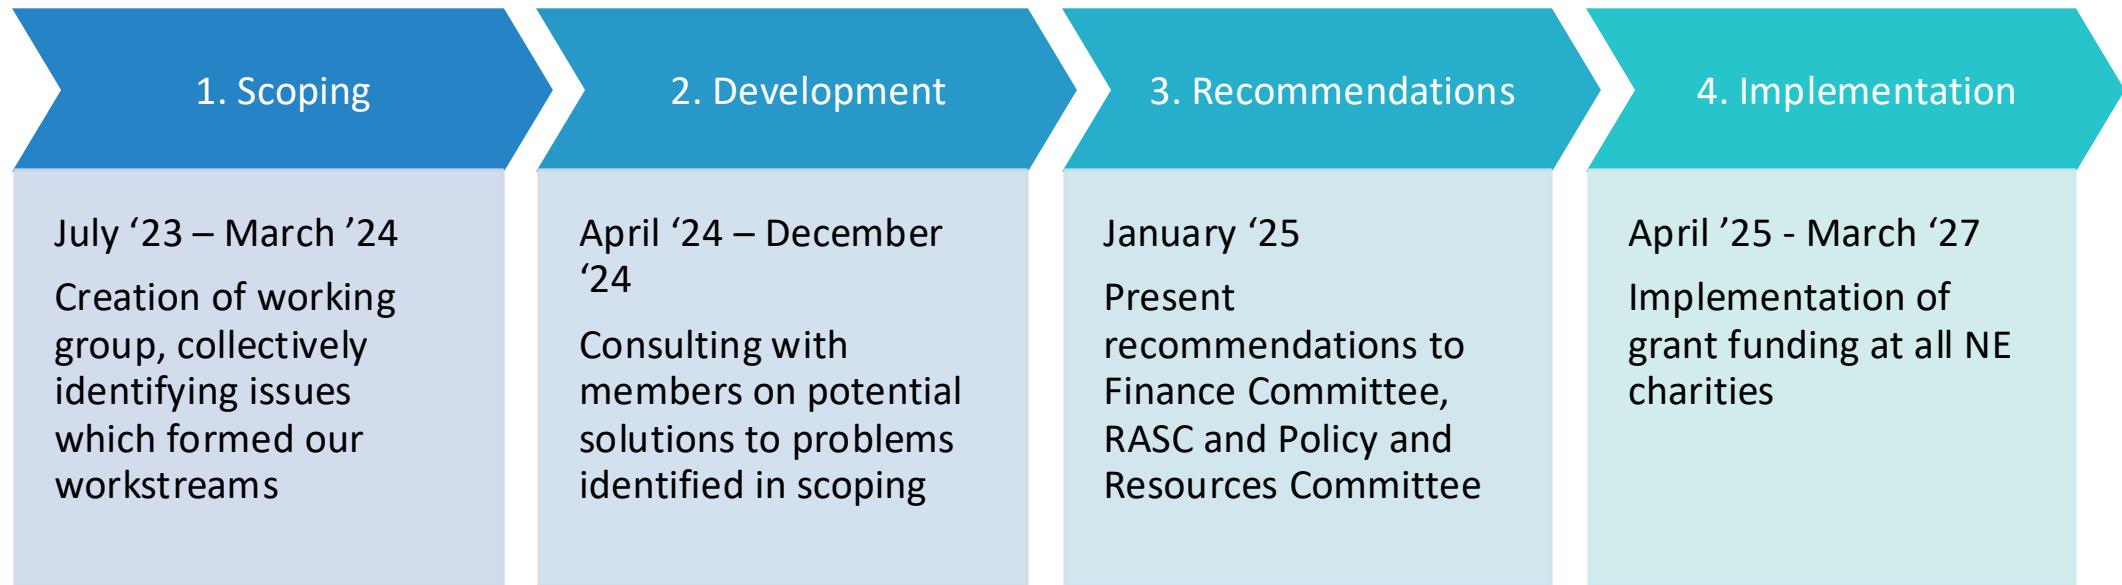 1. Scoping
July ‘23 – March ’24
Creation of working
group, collectively
identifying issues
which formed our
workstreams
2. Development
April ‘24 – December
‘24
Consulting with
members on potential
solutions to problems
identified in scoping
3. Recommendations
January ‘25
Present
recommendations to
Finance Committee,
RASC and Policy and
Resources Committee
4. Implementation
April ’25 - March ‘27
Implementation of
grant funding at all NE
charities